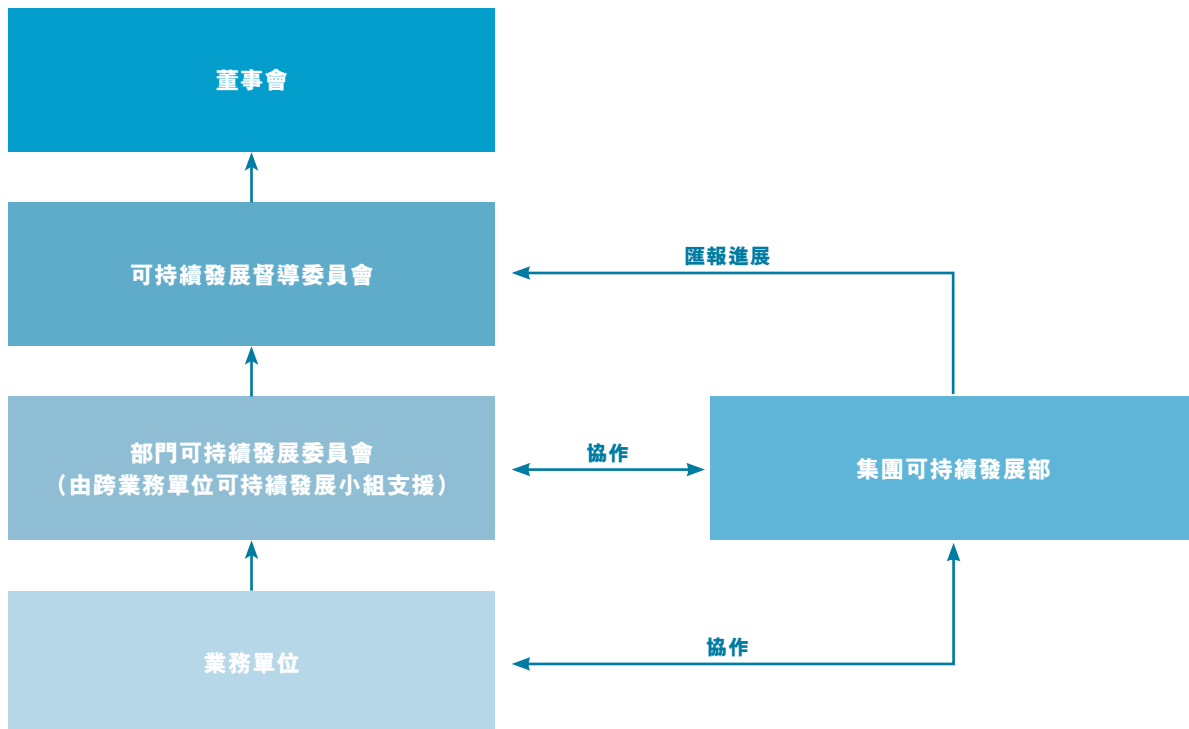 董事會
可持續發展督導委員會
匯報進展
部門可持續發展委員會
（由跨業務單位可持續發展小組支援）
協作
集團可持續發展部
業務單位
協作